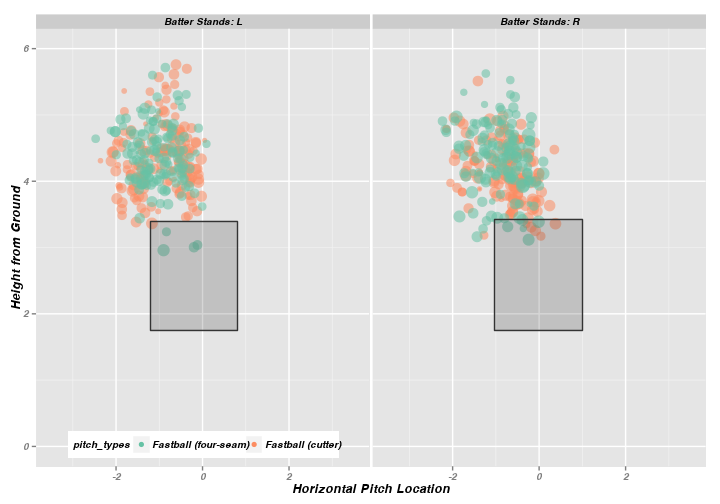 Batter Stands: L Batter Stands: R
6
4
2
0
Height from Ground
pitch_types Fastball (four-seam) Fastball (cutter)
-2 0 2 -2 0 2
Horizontal Pitch Location